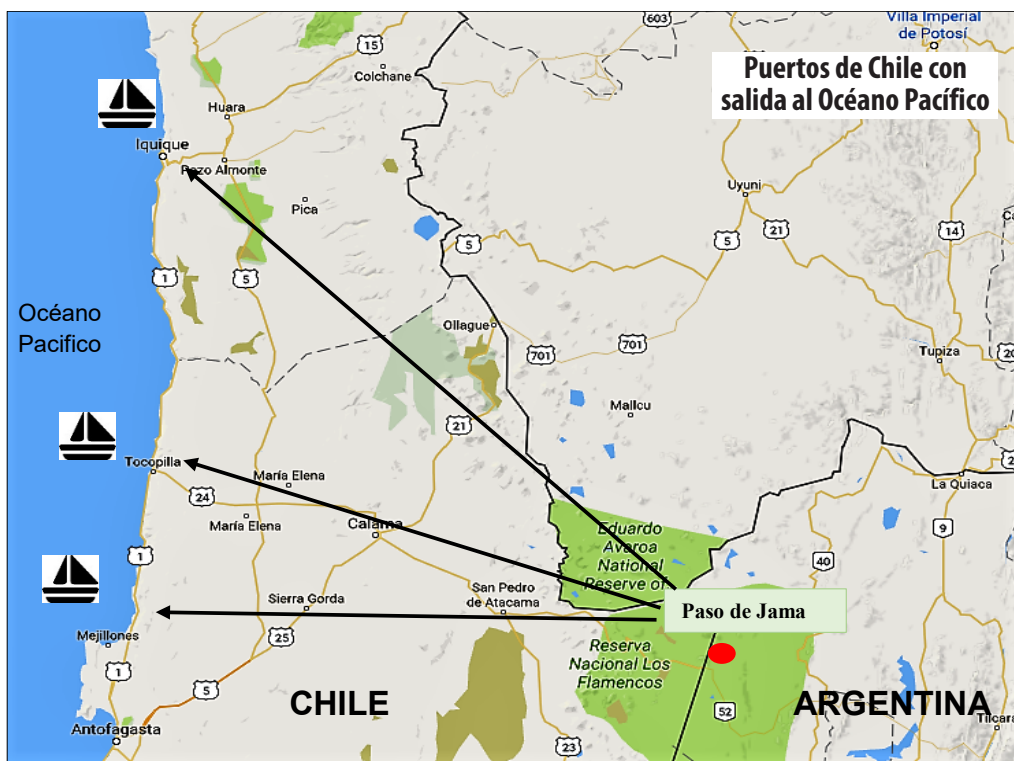 603
Villa Imperial
de Potosí
15
Colchane
Puertos de Chile con
salida al Océano Pacífico
Huara
Iquique
Pozo Almonte
Pica
Uyuni
5
5
21
14
1
5
Océano
Pacifico
Ollague
701
701
Tupiza
20
Mallcu
21
Tocopilla
María Elena
24
María Elena
Calama
La Quiaca
2
9
Eduardo
Avaroa
National
Reserve of
40
1
San Pedro
de Atacama
Sierra Gorda
Paso de Jama
Mejillones
25
Reserva
Nacional Los
Flamencos
1
5
CHILE
52
ARGENTINA
Antofagasta
23
Tilcara